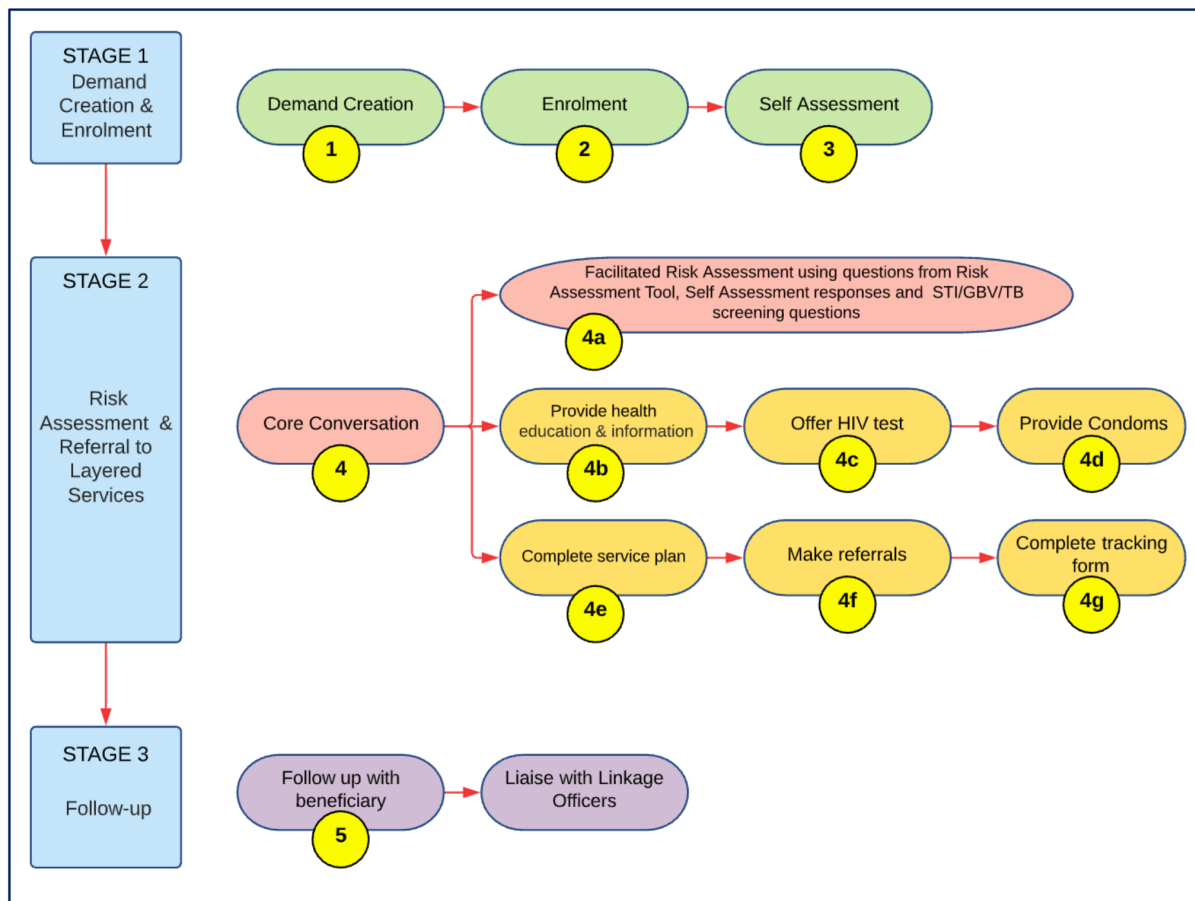 STAGE 1
Demand
Creation &
Enrolment
Demand Creation
1
Enrolment
2
Self Assessment
3
STAGE 2
Risk
Assessment &
Referral to
Layered
Services
Core Conversation
4
Facilitated Risk Assessment using questions from Risk
Assessment Tool, Self Assessment responses and STI/GBV/TB
screening questions
4a
Provide health
education & information
4b
Offer HIV test
4c
Provide Condoms
4d
Complete service plan
4e
Make referrals
4f
Complete tracking
form
4g
STAGE 3
Follow-up
Follow up with
beneficiary
5
Liaise with Linkage
Officers